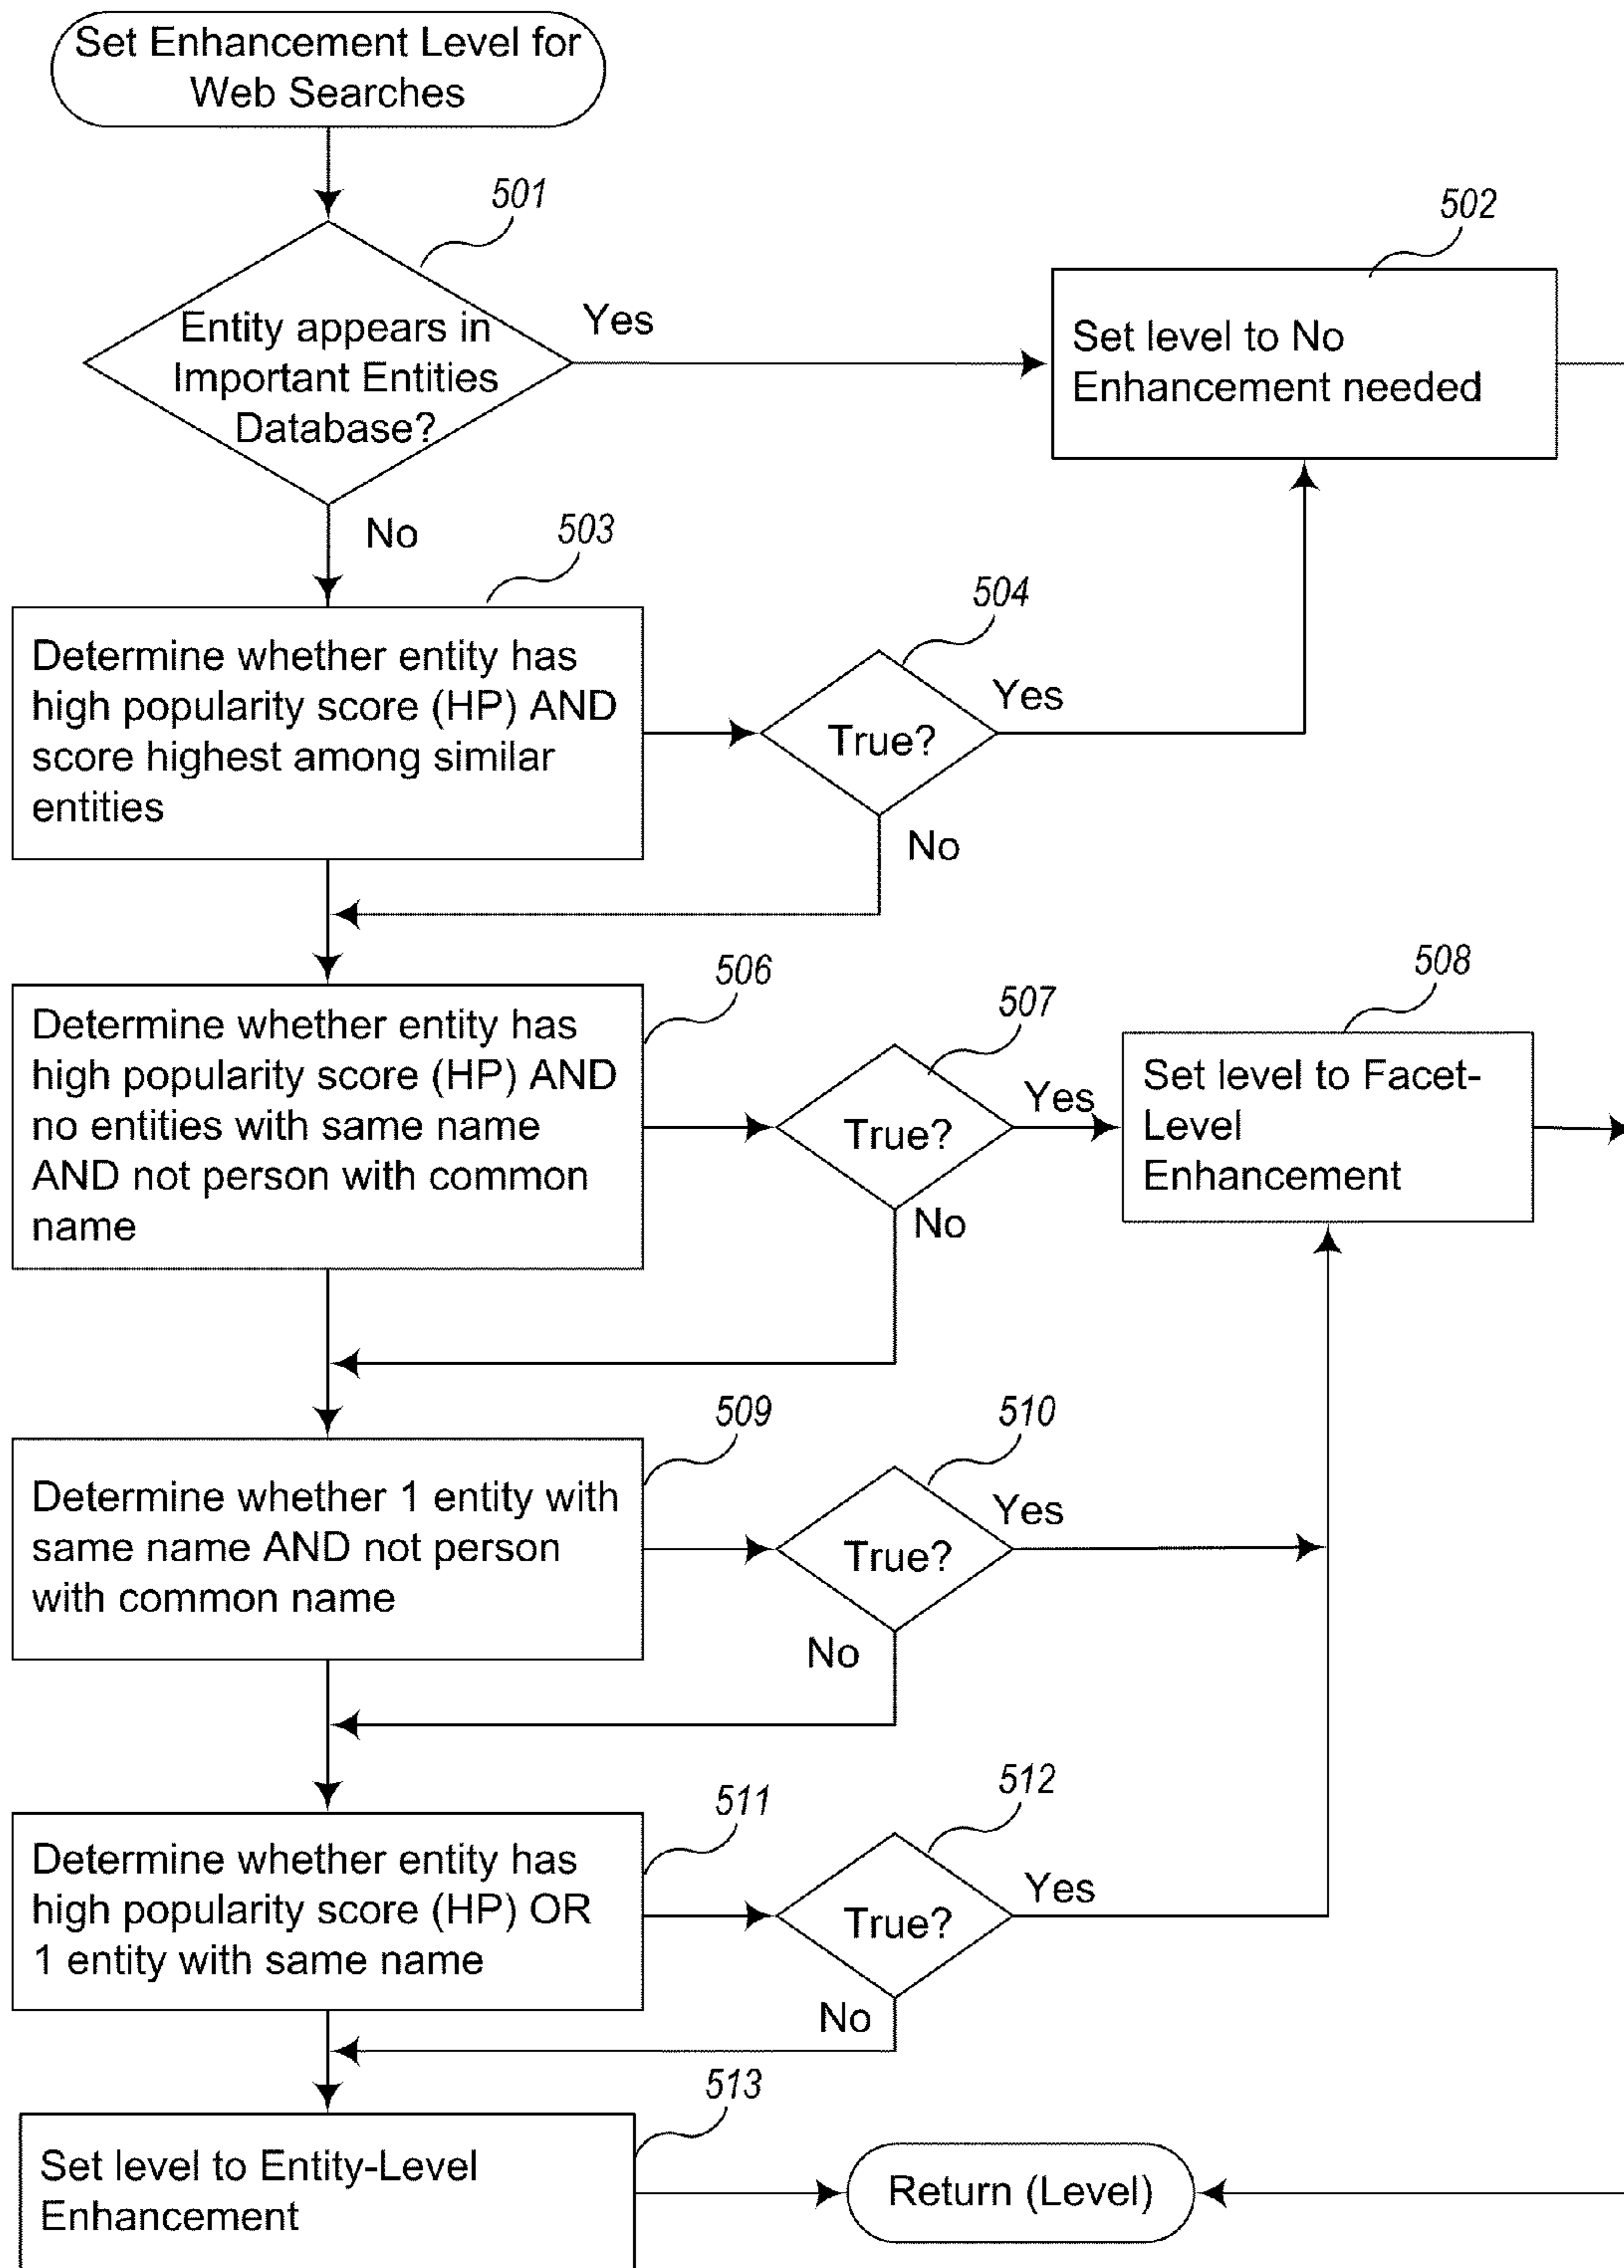 Set Enhancement Level for
Web Searches
501
502
Entity appears in
Important Entities
Database?
Yes
Set level to No
Enhancement needed
No
503
504
Determine whether entity has
high popularity score (HP) AND
score highest among similar
entities
True?
Yes
No
506
507
508
Determine whether entity has
high popularity score (HP) AND
no entities with same name
AND not person with common
name
True?
Yes
Set level to Facet-
Level
Enhancement
No
509
510
Determine whether 1 entity with
same name AND not person
with common name
True?
Yes
No
511
512
Determine whether entity has
high popularity score (HP) OR
1 entity with same name
True?
Yes
No
513
Set level to Entity-Level
Enhancement
Return (Level)